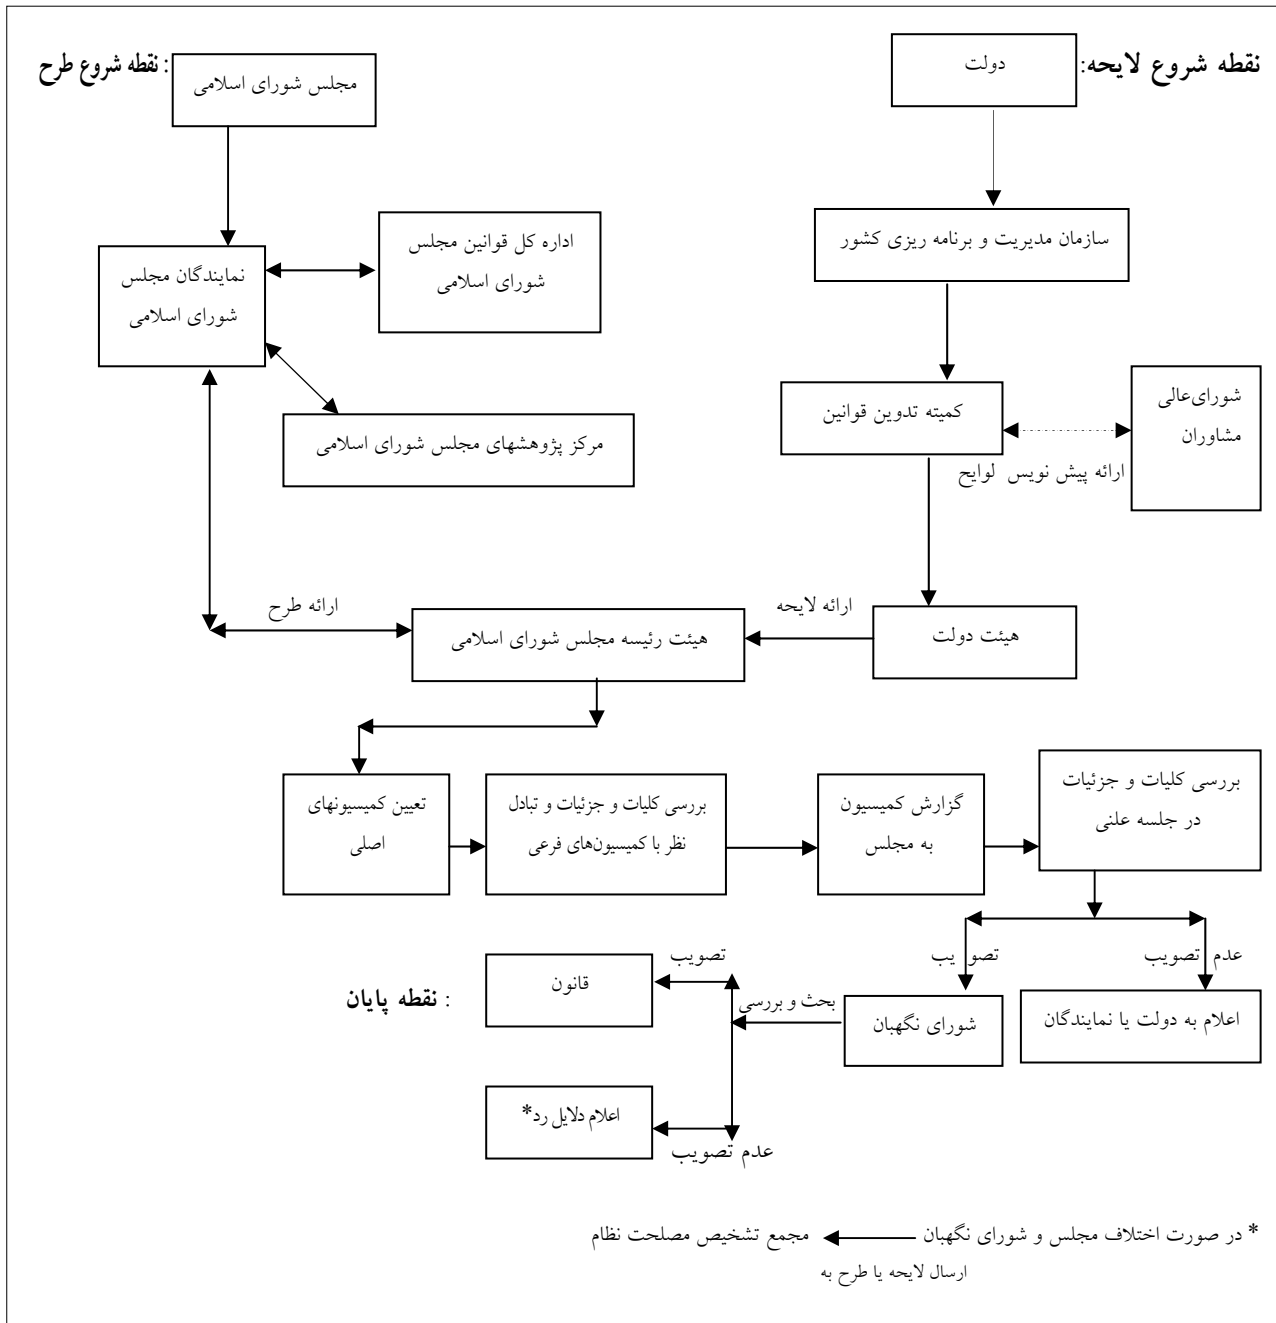 نقطه شروع لایحه:
دولت
نقطه شروع طرح :
مجلس شورای اسلامی
سازمان مدیریت و برنامه ریزی کشور
اداره کل قوانین مجلس
شورای اسلامی
نمایندگان مجلس
شورای اسلامی
شورای‌عالی
مشاوران
کمیته تدوین قوانین
ارائه پیش نویس لوایح
مرکز پژوهشهای مجلس شورای اسلامی
هیئت دولت
ارائه لایحه
هیئت رئیسه مجلس شورای اسلامی
ارائه طرح
بررسی کلیات و جزئیات
در جلسه علنی
گزارش کمیسیون
به مجلس
بررسی کلیات و جزئیات و تبادل
نظر با کمیسیون‌های فرعی
تعیین کمیسیونهای
اصلی
عدم تصویب
تصویب
اعلام به دولت یا نمایندگان
شورای نگهبان
بحث و بررسی
تصویب
قانون
نقطه پایان :
اعلام دلایل رد*
عدم تصویب
* در صورت اختلاف مجلس و شورای نگهبان مجمع تشخیص مصلحت نظام
ارسال لایحه یا طرح به